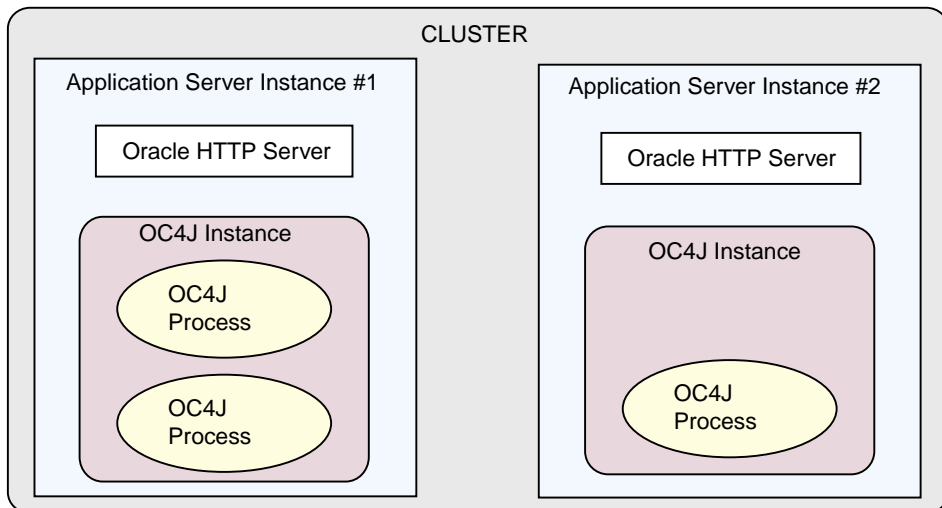 CLUSTER
Application Server Instance #1
Oracle HTTP Server
OC4J Instance
OC4J
Process
OC4J
Process
Application Server Instance #2
Oracle HTTP Server
OC4J Instance
OC4J
Process